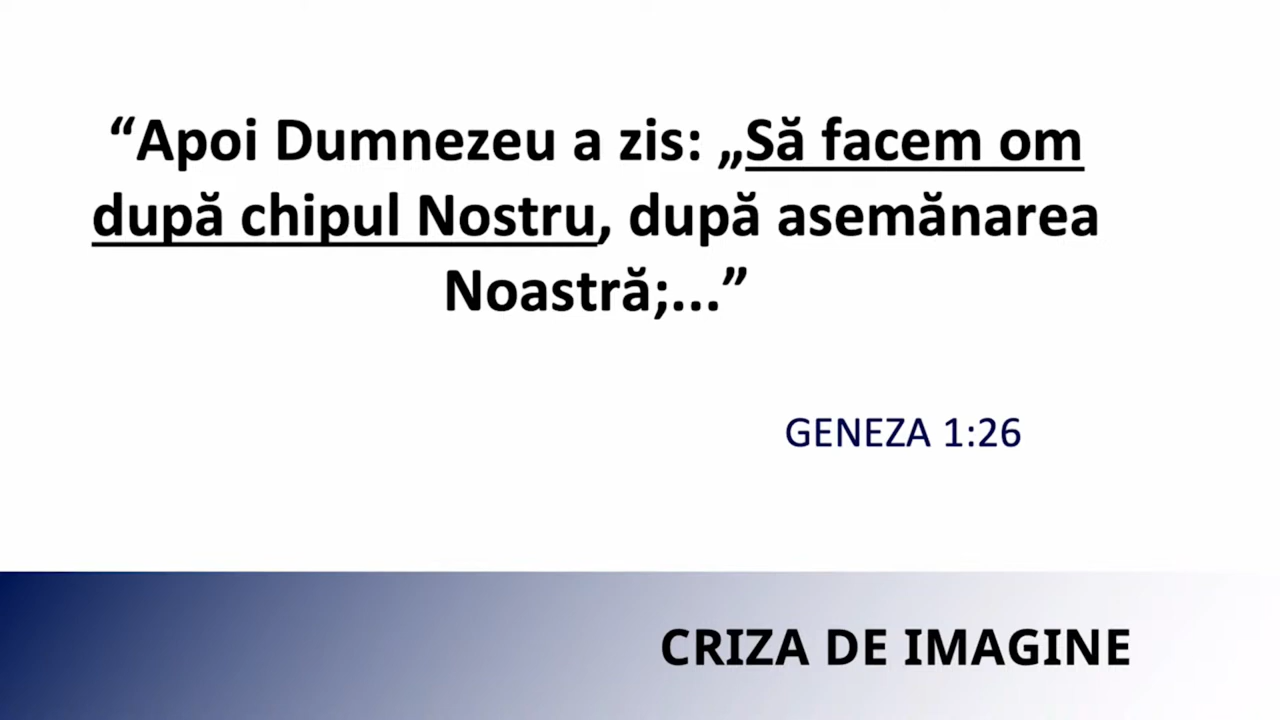 “Apoi Dumnezeu a zis: „Să facem om
după chipul Nostru, după asemănarea
Noastră;...”
GENEZA 1:26
CRIZA DE IMAGINE